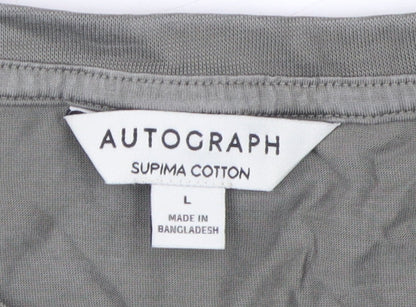 AUTOGRAPH
SUPIMA COTTON
L
MADE IN
BANGLADESH